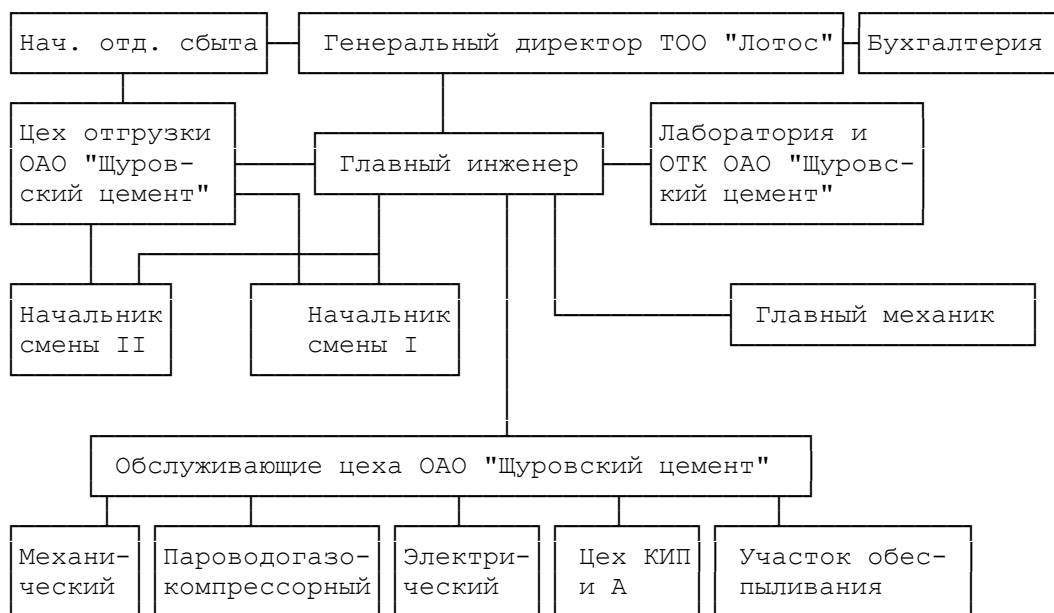 Нач. отд. сбыта
Генеральный директор ТОО "Лотос"
Бухгалтерия
Цех отгрузки
ОАО "Щуров-
ский цемент"
Главный инженер
Лаборатория и
ОТК ОАО "Щуровс-
кий цемент"
Начальник
смены II
Начальник
смены I
Главный механик
Обслуживающие цеха ОАО "Щуровский цемент"
Механи-
ческий
Пароводогазо-
компрессорный
Электри-
ческий
Цех КИП
и А
Участок обес-
пыливания